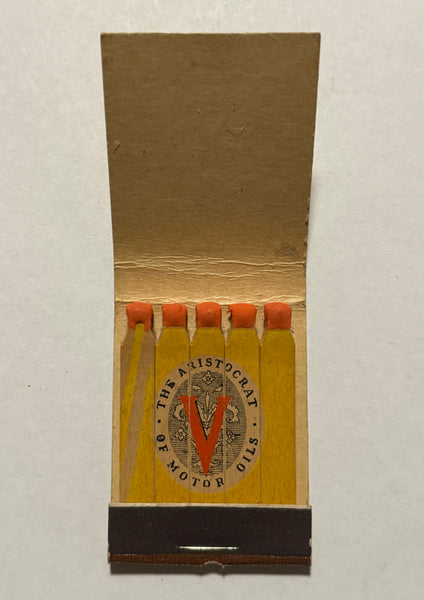 · THE ARISTOCRAT ·
OF MOTOR OILS
V